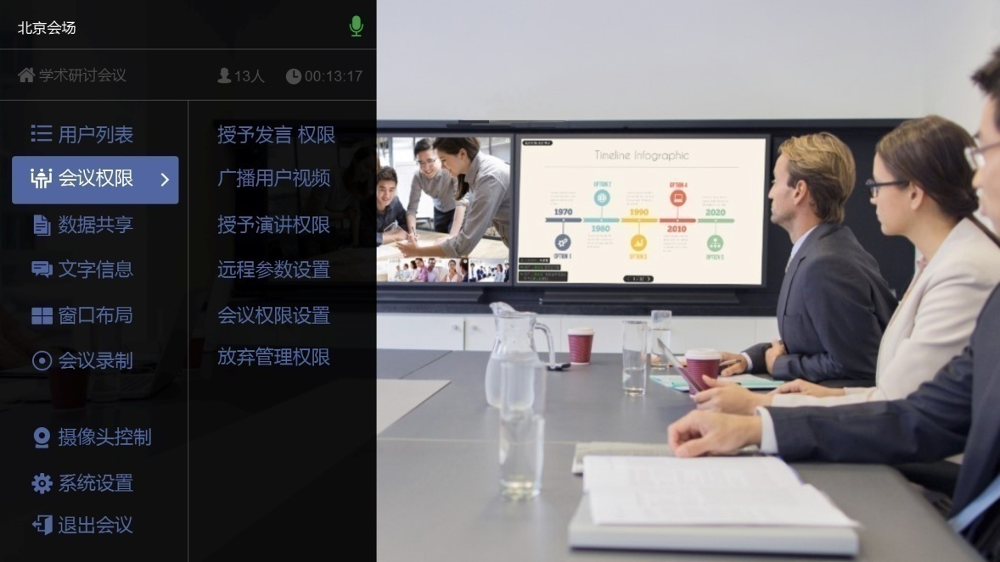 北京会场
学术研讨会议 13人 00:13:17
用户列表
会议权限
数据共享
文字信息
窗口布局
会议录制
摄像头控制
系统设置
退出会议
授予发言 权限
广播用户视频
授予演讲权限
远程参数设置
会议权限设置
放弃管理权限
Timeline Infographic
OPTION 2 OPTION 4
1970 1990 2020
1980 2010
OPTION 1 OPTION 3 OPTION 5